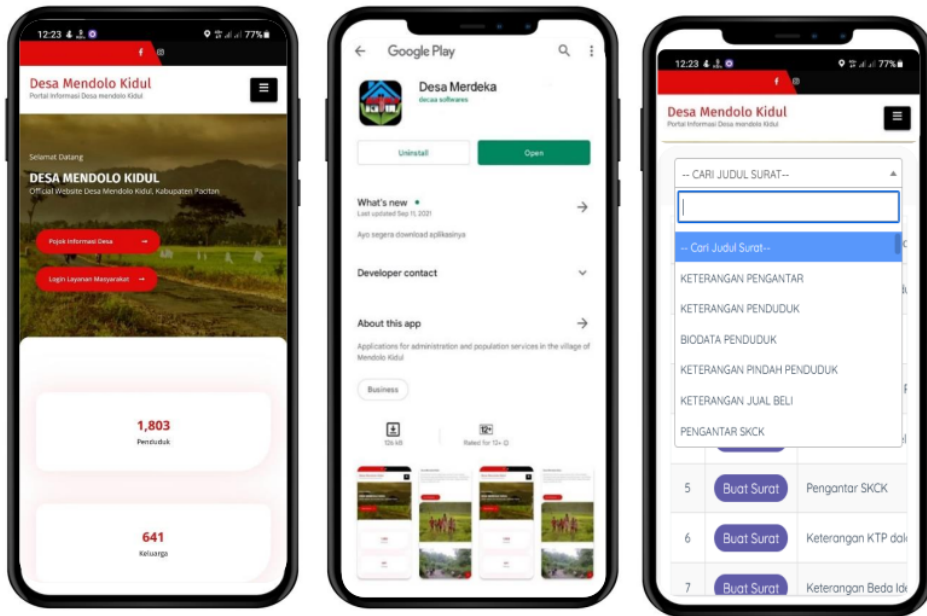 12:23 4 77%
f
Desa Mendolo Kidul
Portal Informasi Desa mendolo Kidul
Selamat Datang
DESA MENDOLO KIDUL
Official Website Desa Mendolo Kidul, Kabupaten Pacitan
Pojok Informasi Desa →
Login Layanan Masyarakat →
1,803
Penduduk
641
Keluarga
Google Play
Desa Merdeka
decaa softwares
Uninstall
Open
What's new
Last updated Sep 11, 2021
Ayo segera download aplikasinya
Developer contact
About this app
Applications for administration and population services in the village of
Mendolo Kidul
Business
12+
Rated for 12+
12:23 4 77%
f
Desa Mendolo Kidul
Portal Informasi Desa mendolo Kidul
-- CARI JUDUL SURAT--
-- Cari Judul Surat--
KETERANGAN PENGANTAR
KETERANGAN PENDUDUK
BIODATA PENDUDUK
KETERANGAN PINDAH PENDUDUK
KETERANGAN JUAL BELI
PENGANTAR SKCK
5 Buat Surat Pengantar SKCK
6 Buat Surat Keterangan KTP dal
7 Buat Surat Keterangan Beda Ide